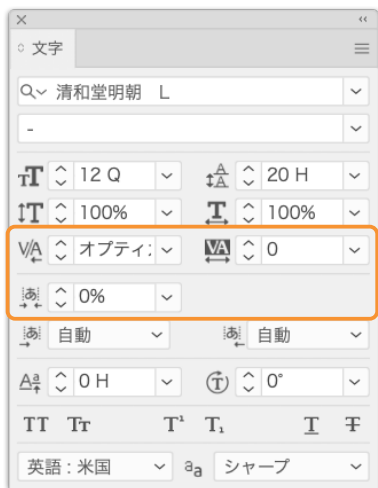 文字
清和堂明朝 L
-
12 Q 20 H
100% 100%
オプティ: 0
0%
自動 自動
0 H 0°
TT Tr T¹ T₁ T T
英語 : 米国 aa シャープ